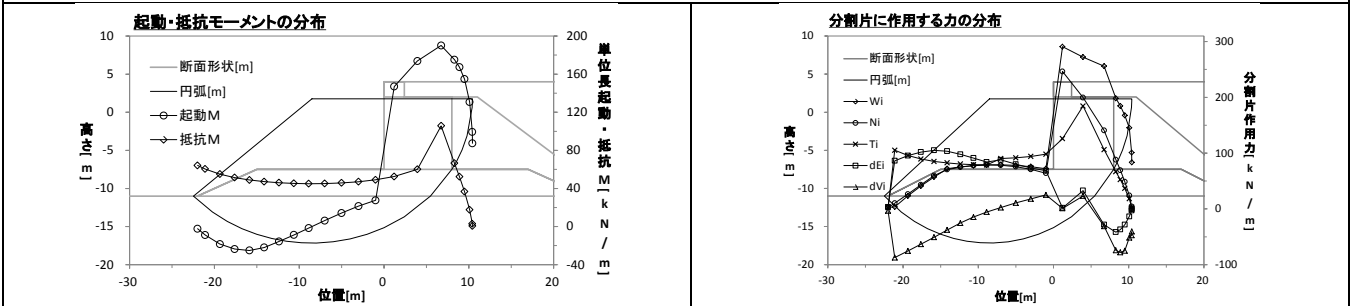 起動・抵抗モーメントの分布
10
5
0
-5
-10
-15
-20
高さ[m]
断面形状[m]
円弧[m]
起動M
抵抗M
200
160
120
80
40
0
-40
単位長起動・抵抗M[kN/m]
-30
-20
-10
0
10
20
位置[m]
分割片に作用する力の分布
10
5
0
-5
-10
-15
-20
高さ[m]
断面形状[m]
円弧[m]
Wi
Ni
Ti
dEi
dVi
300
200
100
0
-100
分割片作用力[kN/m]
-30
-20
-10
0
10
20
位置[m]